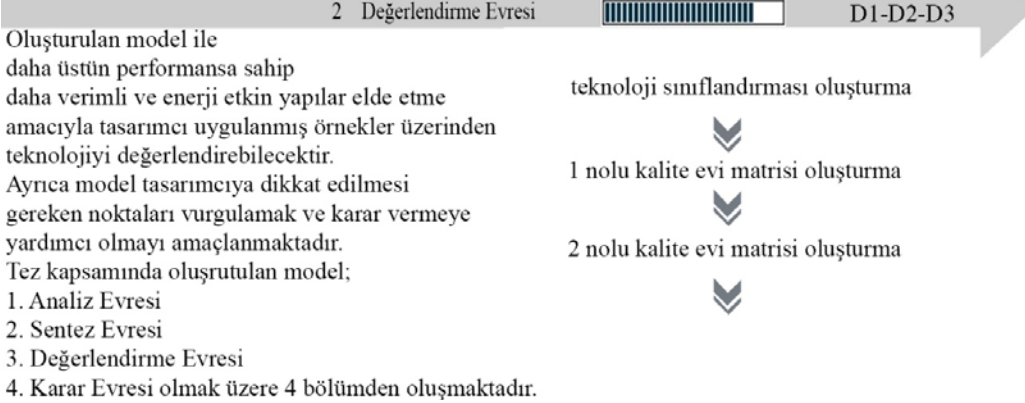 2 Değerlendirme Evresi
D1-D2-D3
Oluşturulan model ile
daha üstün performansa sahip
daha verimli ve enerji etkin yapılar elde etme
amacıyla tasarımcı uygulanmış örnekler üzerinden
teknolojiyi değerlendirebilecektir.
Ayrıca model tasarımcıya dikkat edilmesi
gereken noktaları vurgulamak ve karar vermeye
yardımcı olmayı amaçlanmaktadır.
Tez kapsamında oluşrutulan model;
1. Analiz Evresi
2. Sentez Evresi
3. Değerlendirme Evresi
4. Karar Evresi olmak üzere 4 bölümden oluşmaktadır.
teknoloji sınıflandırması oluşturma
1 nolu kalite evi matrisi oluşturma
2 nolu kalite evi matrisi oluşturma